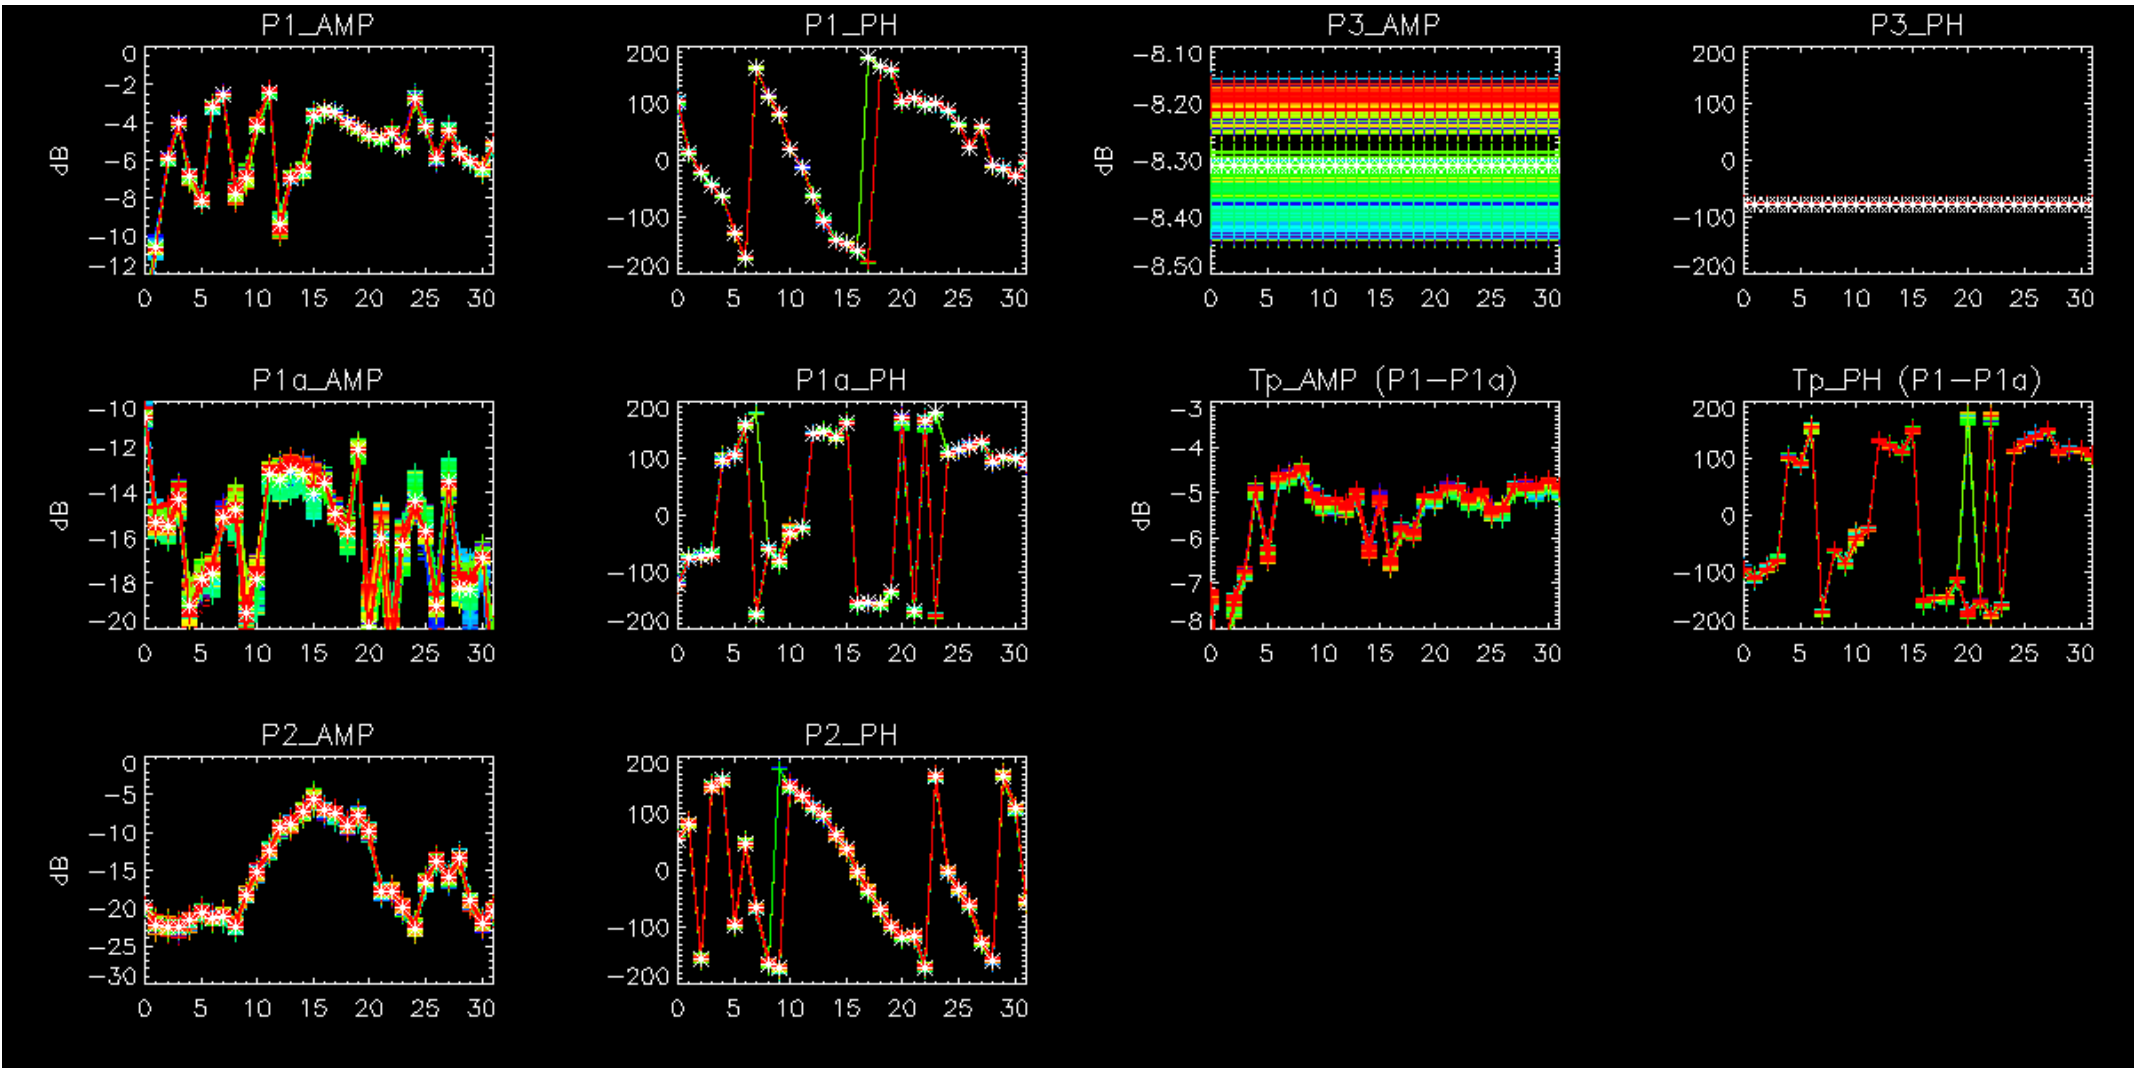 P1_AMP P1_PH P3_AMP P3_PH
0 200 -8.10 200
-2 100 -8.20 100
-4 0 -8.30 0
-6 -100 -8.40 -100
-8 -200 -8.50 -200
-10
-12
dB dB
0 5 10 15 20 25 30 0 5 10 15 20 25 30 0 5 10 15 20 25 30 0 5 10 15 20 25 30
P1a_AMP P1a_PH Tp_AMP (P1-P1a) Tp_PH (P1-P1a)
-10 200 -3 200
-12 100 -4 100
-14 0 -5 0
-16 -100 -6 -100
-18 -200 -7 -200
-20 -8
dB dB
0 5 10 15 20 25 30 0 5 10 15 20 25 30 0 5 10 15 20 25 30 0 5 10 15 20 25 30
P2_AMP P2_PH
0 200
-5 100
-10 0
-15 -100
-20 -200
-25
-30
dB
0 5 10 15 20 25 30 0 5 10 15 20 25 30